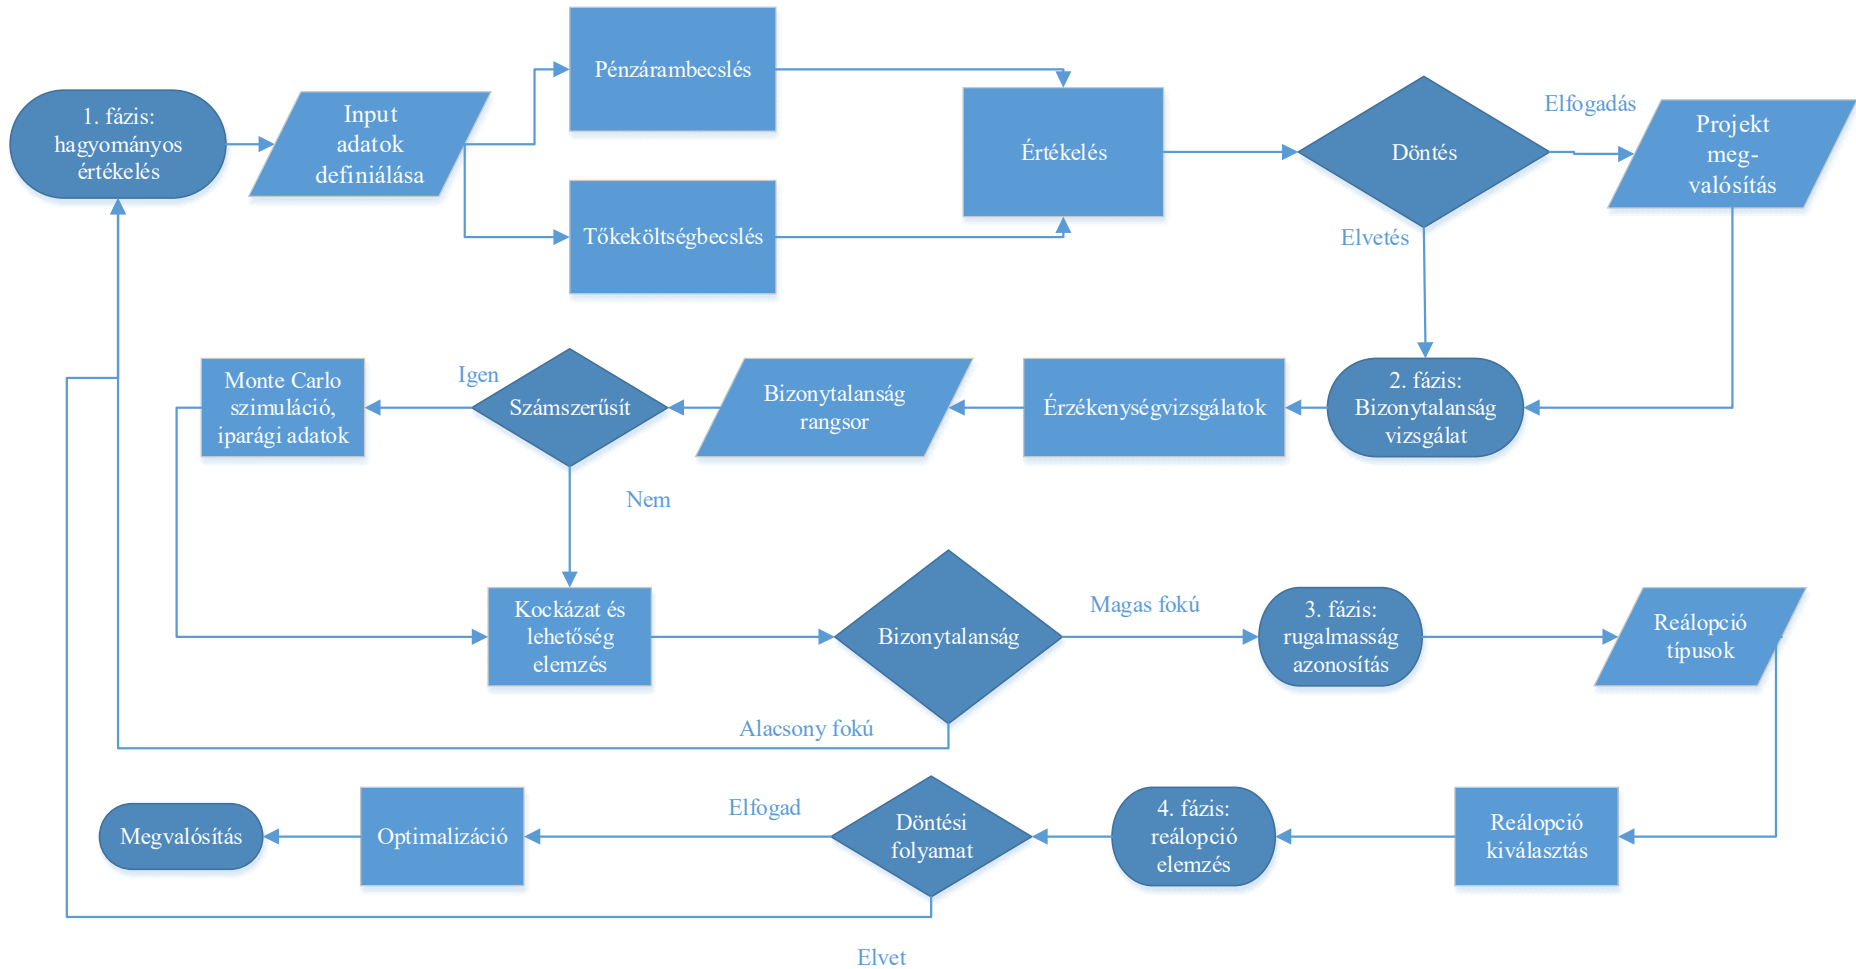 1. fázis:
hagyományos
értékelés
Input
adatok
definiálása
Pénzárambecslés
Tőkeköltségbecslés
Értékelés
Döntés
Elfogadás
Projekt
meg-
valósítás
Elvetés
2. fázis:
Bizonytalanság
vizsgálat
Érzékenységvizsgálatok
Bizonytalanság
rangsor
Számszerűsít
Igen
Monte Carlo
szimuláció,
iparági adatok
Nem
Kockázat és
lehetőség
elemzés
Bizonytalanság
Magas fokú
3. fázis:
rugalmasság
azonosítás
Reálopció
típusok
Alacsony fokú
Reálopció
kiválasztás
4. fázis:
reálopció
elemzés
Döntési
folyamat
Elfogad
Optimalizáció
Megvalósítás
Elvet